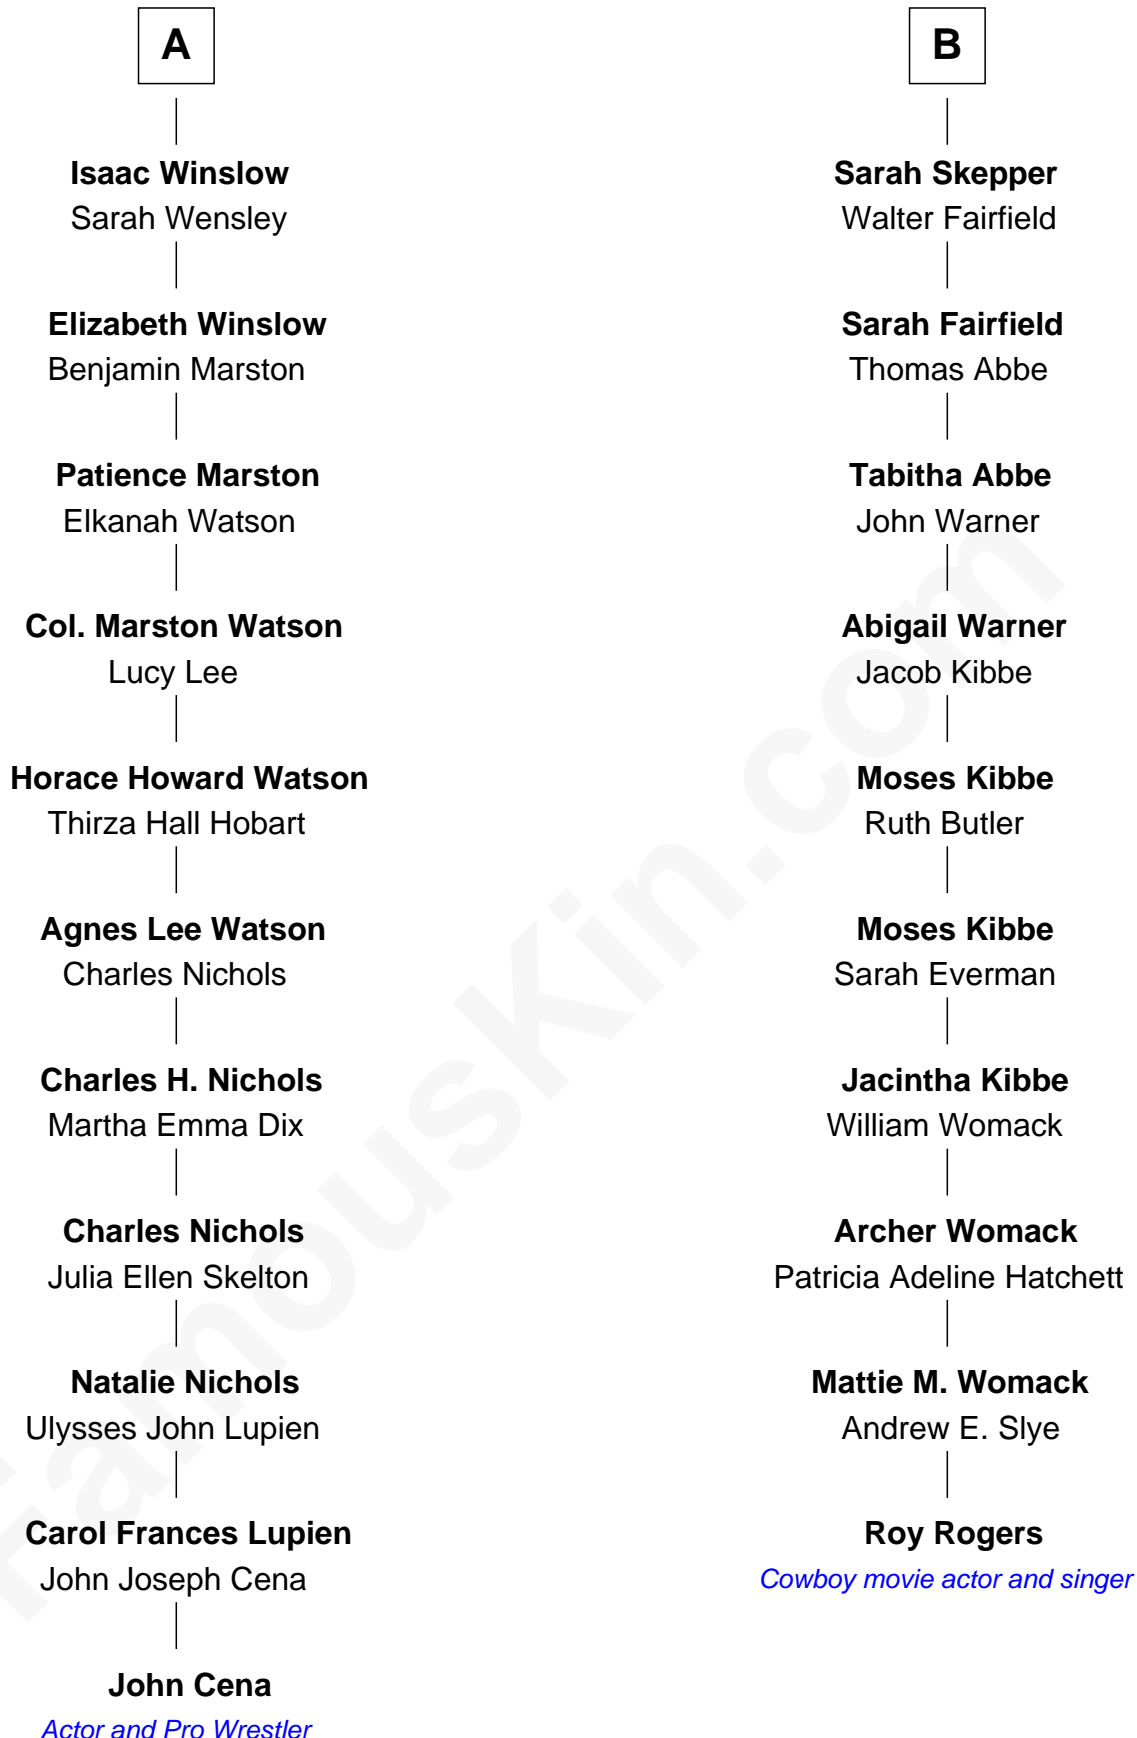 A
Isaac Winslow
Sarah Wensley
Elizabeth Winslow
Benjamin Marston
Patience Marston
Elkanah Watson
Col. Marston Watson
Lucy Lee
Horace Howard Watson
Thirza Hall Hobart
Agnes Lee Watson
Charles Nichols
Charles H. Nichols
Martha Emma Dix
Charles Nichols
Julia Ellen Skelton
Natalie Nichols
Ulysses John Lupien
Carol Frances Lupien
John Joseph Cena
John Cena
Actor and Pro Wrestler
B
Sarah Skepper
Walter Fairfield
Sarah Fairfield
Thomas Abbe
Tabitha Abbe
John Warner
Abigail Warner
Jacob Kibbe
Moses Kibbe
Ruth Butler
Moses Kibbe
Sarah Everman
Jacintha Kibbe
William Womack
Archer Womack
Patricia Adeline Hatchett
Mattie M. Womack
Andrew E. Slye
Roy Rogers
Cowboy movie actor and singer
FamousKin.com